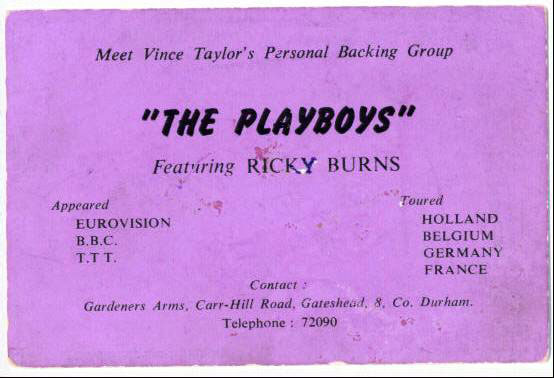 Meet Vince Taylor's Personal Backing Group
"THE PLAYBOYS"
Featuring RICKY BURNS
Appeared
EUROVISION
B.B.C.
T.T T.
Toured
HOLLAND
BELGIUM
GERMANY
FRANCE
Contact :
Gardeners Arms, Carr-Hill Road, Gateshead, 8, Co. Durham.
Telephone : 72090